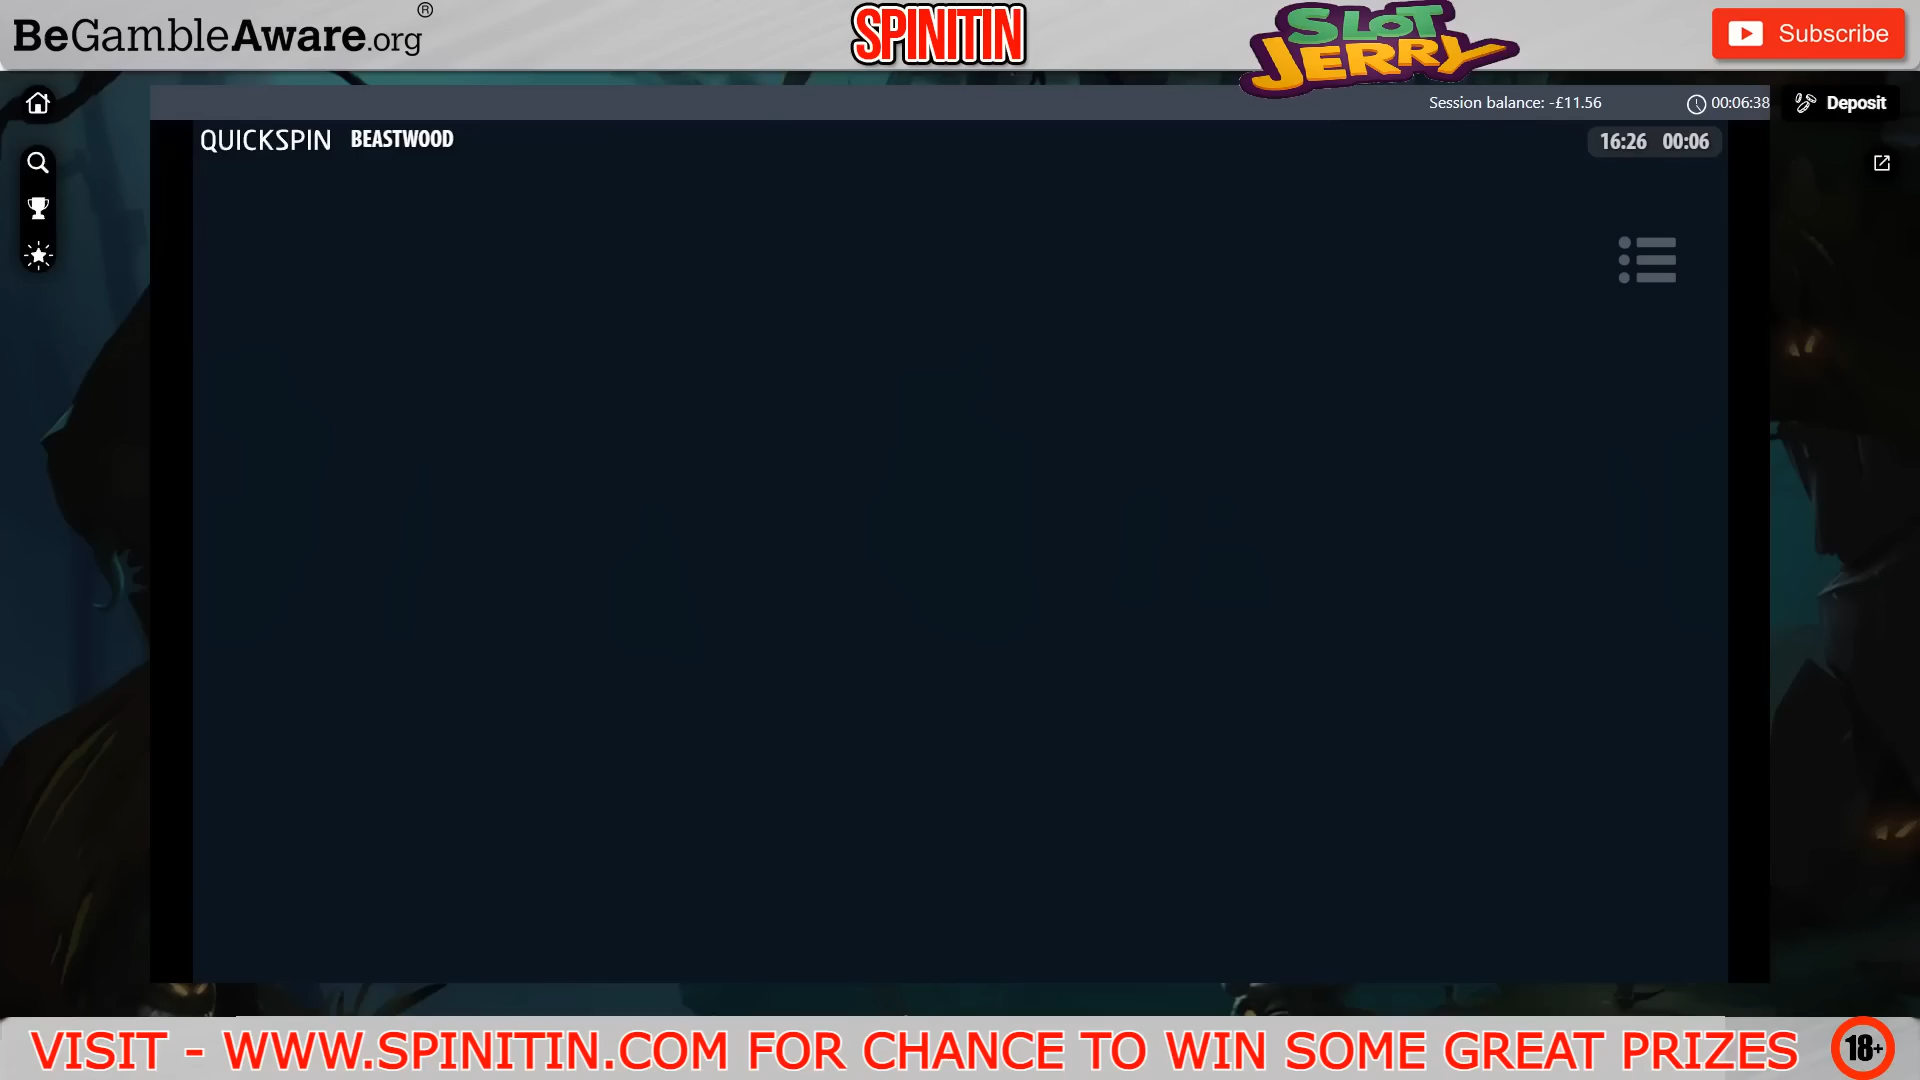 BeGambleAware.org®
SPINITIN
SLOT
JERRY
Subscribe
Session balance: -£11.56
00:06:38
Deposit
QUICKSPIN
BEASTWOOD
16:26 00:06
VISIT - WWW.SPINITIN.COM FOR CHANCE TO WIN SOME GREAT PRIZES
18+